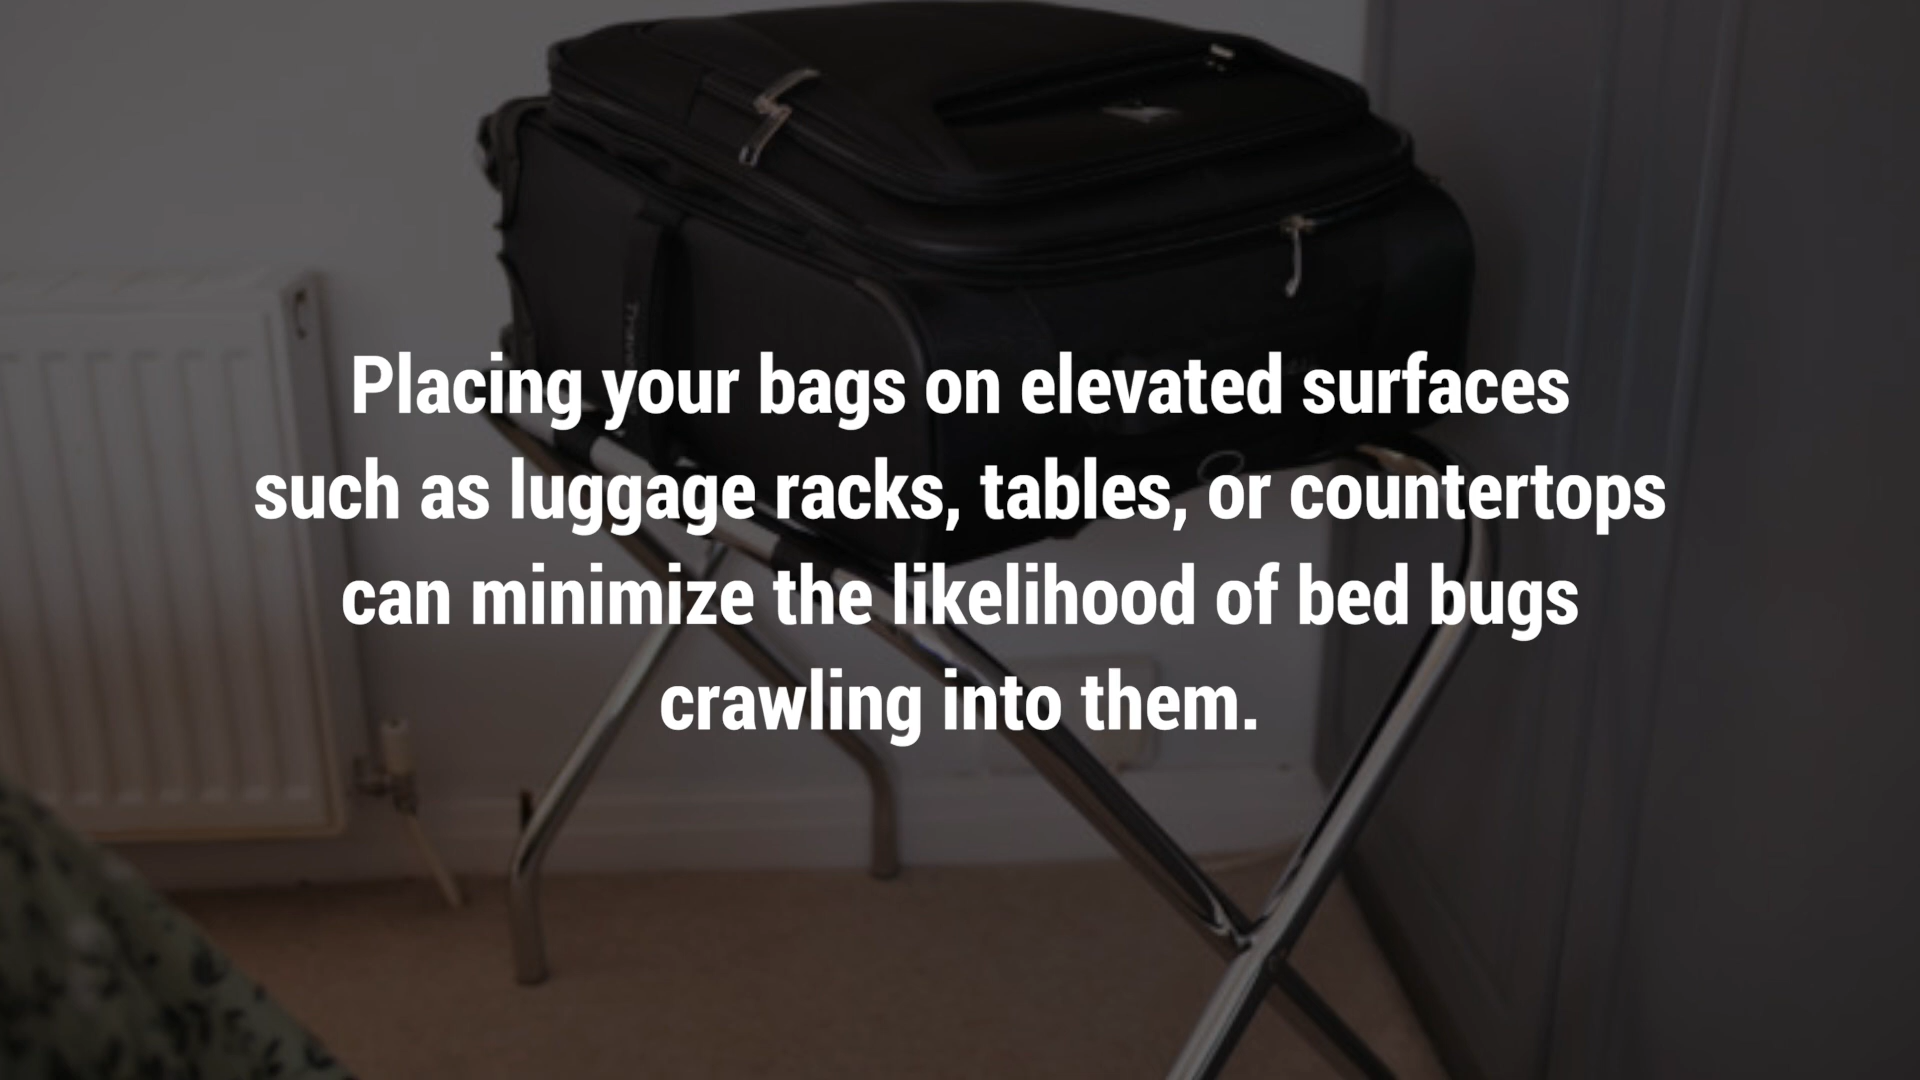 Placing your bags on elevated surfaces
such as luggage racks, tables, or countertops
can minimize the likelihood of bed bugs
crawling into them.